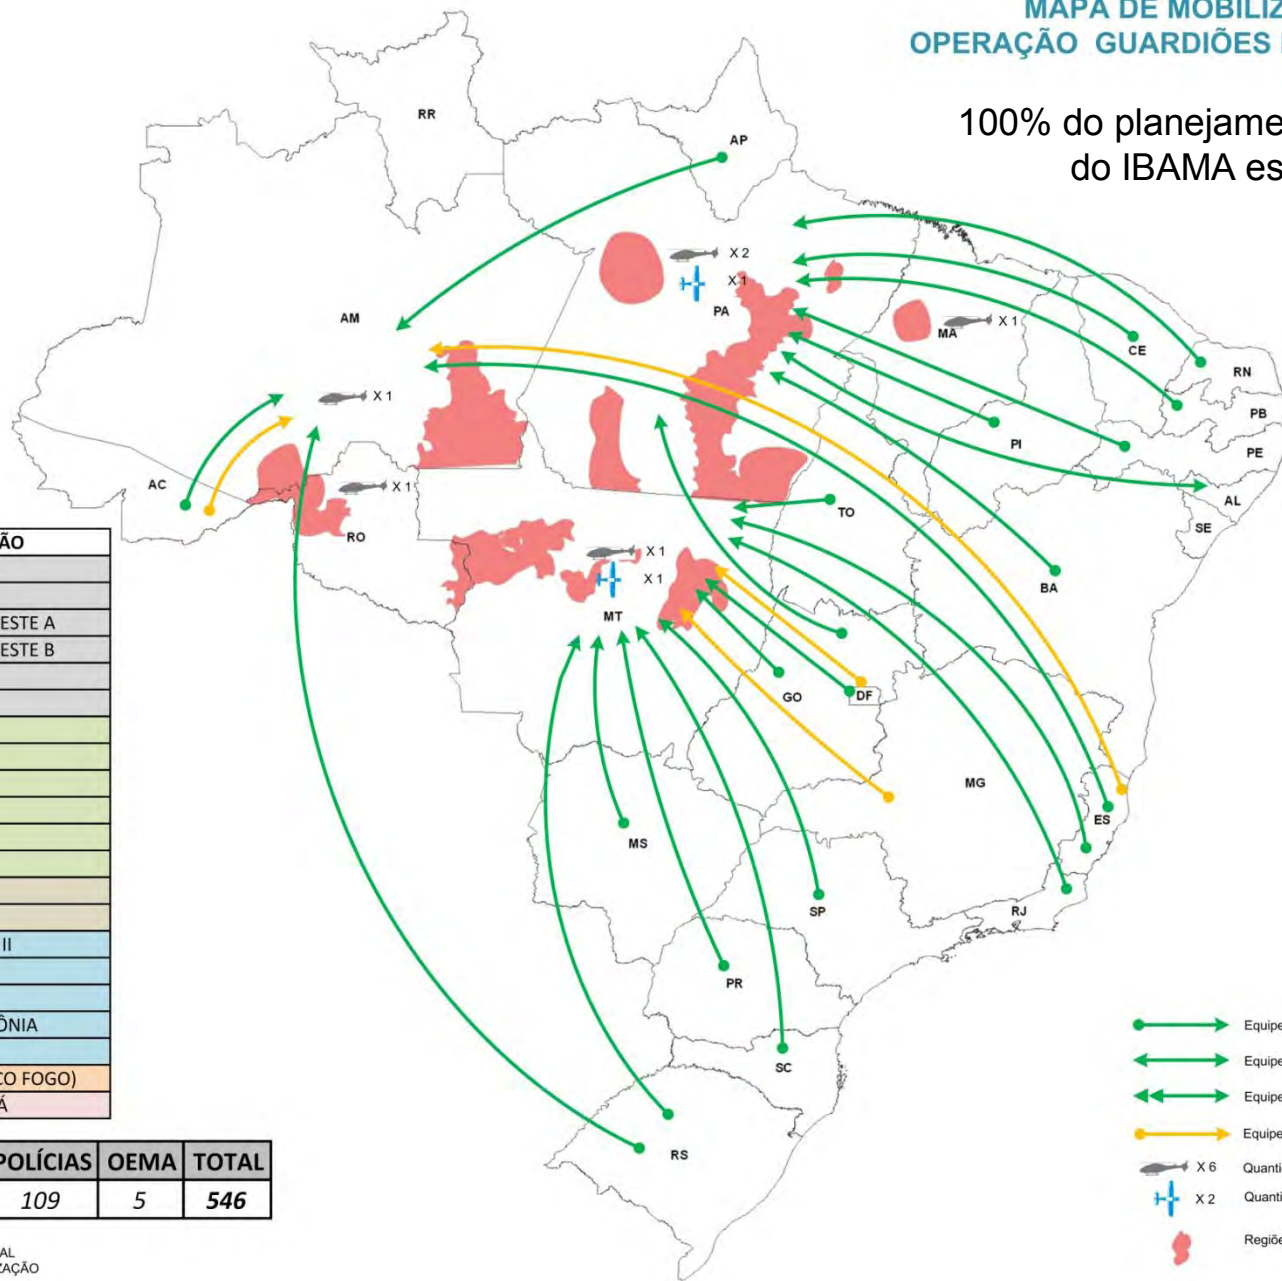 MAPA DE MOBILIZ
OPERAÇÃO GUARDIÕES
100% do planejame
do IBAMA es
RR
AP
X 2
X 1
PA
AM
MA
X 1
CE
RN
PB
PE
PI
AL
SE
X 1
AC
X 1
RO
TO
BA
X 1
X 1
MT
GO
DF
MG
ES
MS
SP
RJ
PR
SC
RS
ÃO
ESTE A
ESTE B
II
ÔNIA
CO FOGO)
Á
POLÍCIAS OEMA TOTAL
109 5 546
AL
ZAÇÃO
Equipe
Equipe
Equipe
Equipe
X 6 Quanti
X 2 Quanti
Regiõe